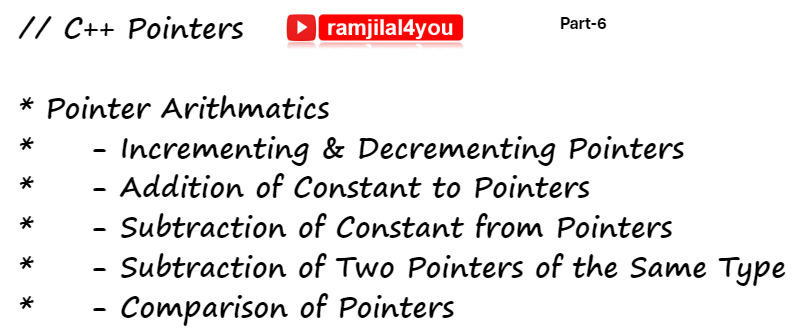 // C++ Pointers ramjilal4you Part-6
* Pointer Arithmatics
* - Incrementing & Decrementing Pointers
* - Addition of Constant to Pointers
* - Subtraction of Constant from Pointers
* - Subtraction of Two Pointers of the Same Type
* - Comparison of Pointers